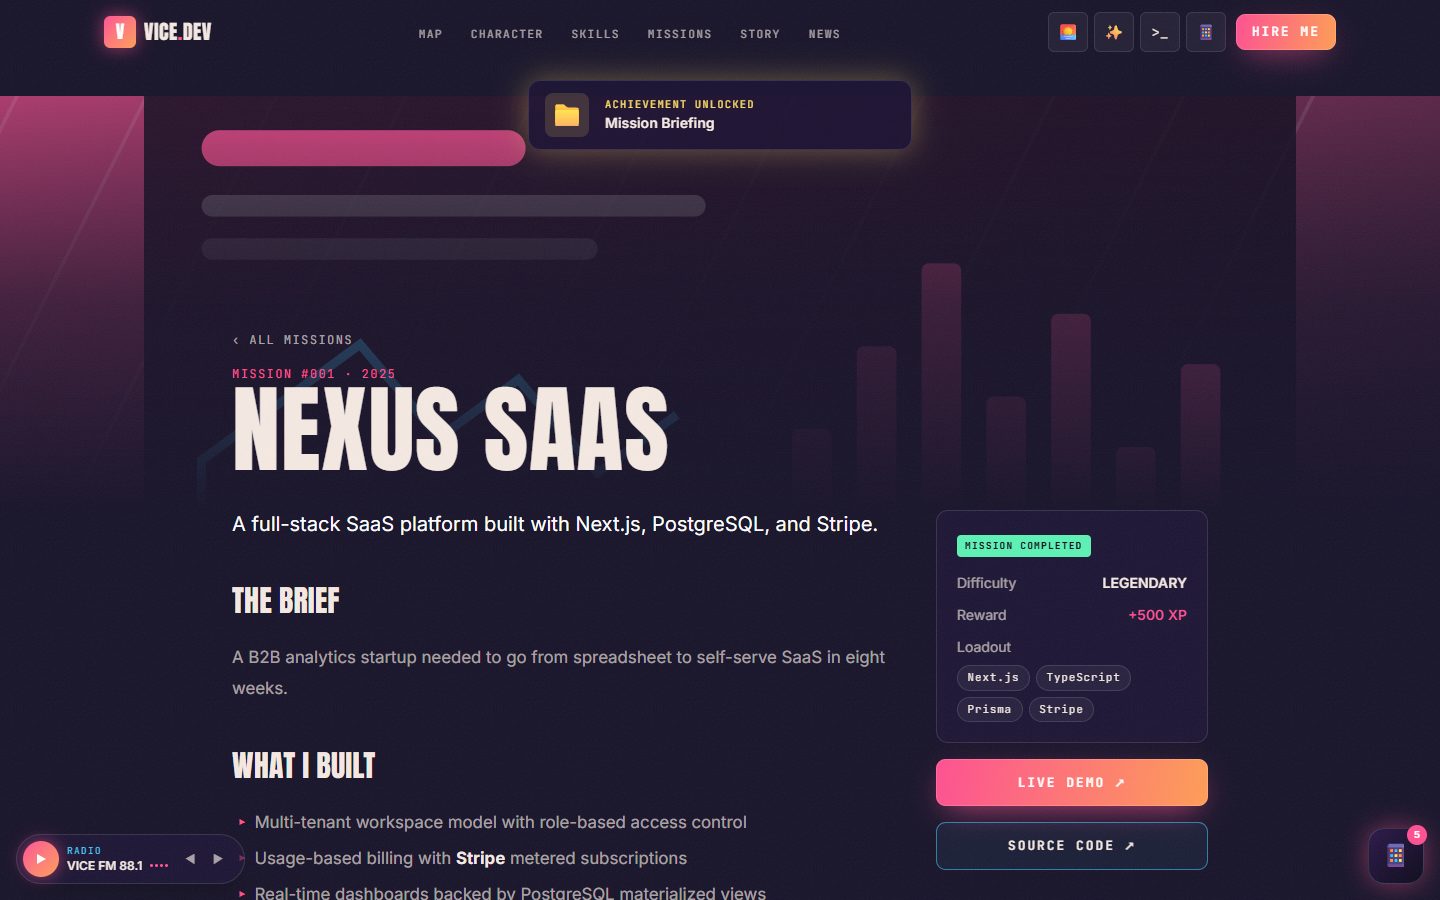 V VICE.DEV
MAP CHARACTER SKILLS MISSIONS STORY NEWS
>_
HIRE ME
ACHIEVEMENT UNLOCKED
Mission Briefing
‹ ALL MISSIONS
MISSION #001 · 2025
NEXUS SAAS
A full-stack SaaS platform built with Next.js, PostgreSQL, and Stripe.
THE BRIEF
A B2B analytics startup needed to go from spreadsheet to self-serve SaaS in eight
weeks.
WHAT I BUILT
▸ Multi-tenant workspace model with role-based access control
▸ Usage-based billing with Stripe metered subscriptions
▸ Real-time dashboards backed by PostgreSQL materialized views
MISSION COMPLETED
Difficulty LEGENDARY
Reward +500 XP
Loadout
Next.js TypeScript
Prisma Stripe
LIVE DEMO ↗
SOURCE CODE ↗
RADIO
VICE FM 88.1
5